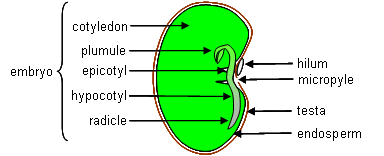 cotyledon
plumule
epicotyl
embryo
hypocotyl
radicle
hilum
micropyle
testa
endosperm